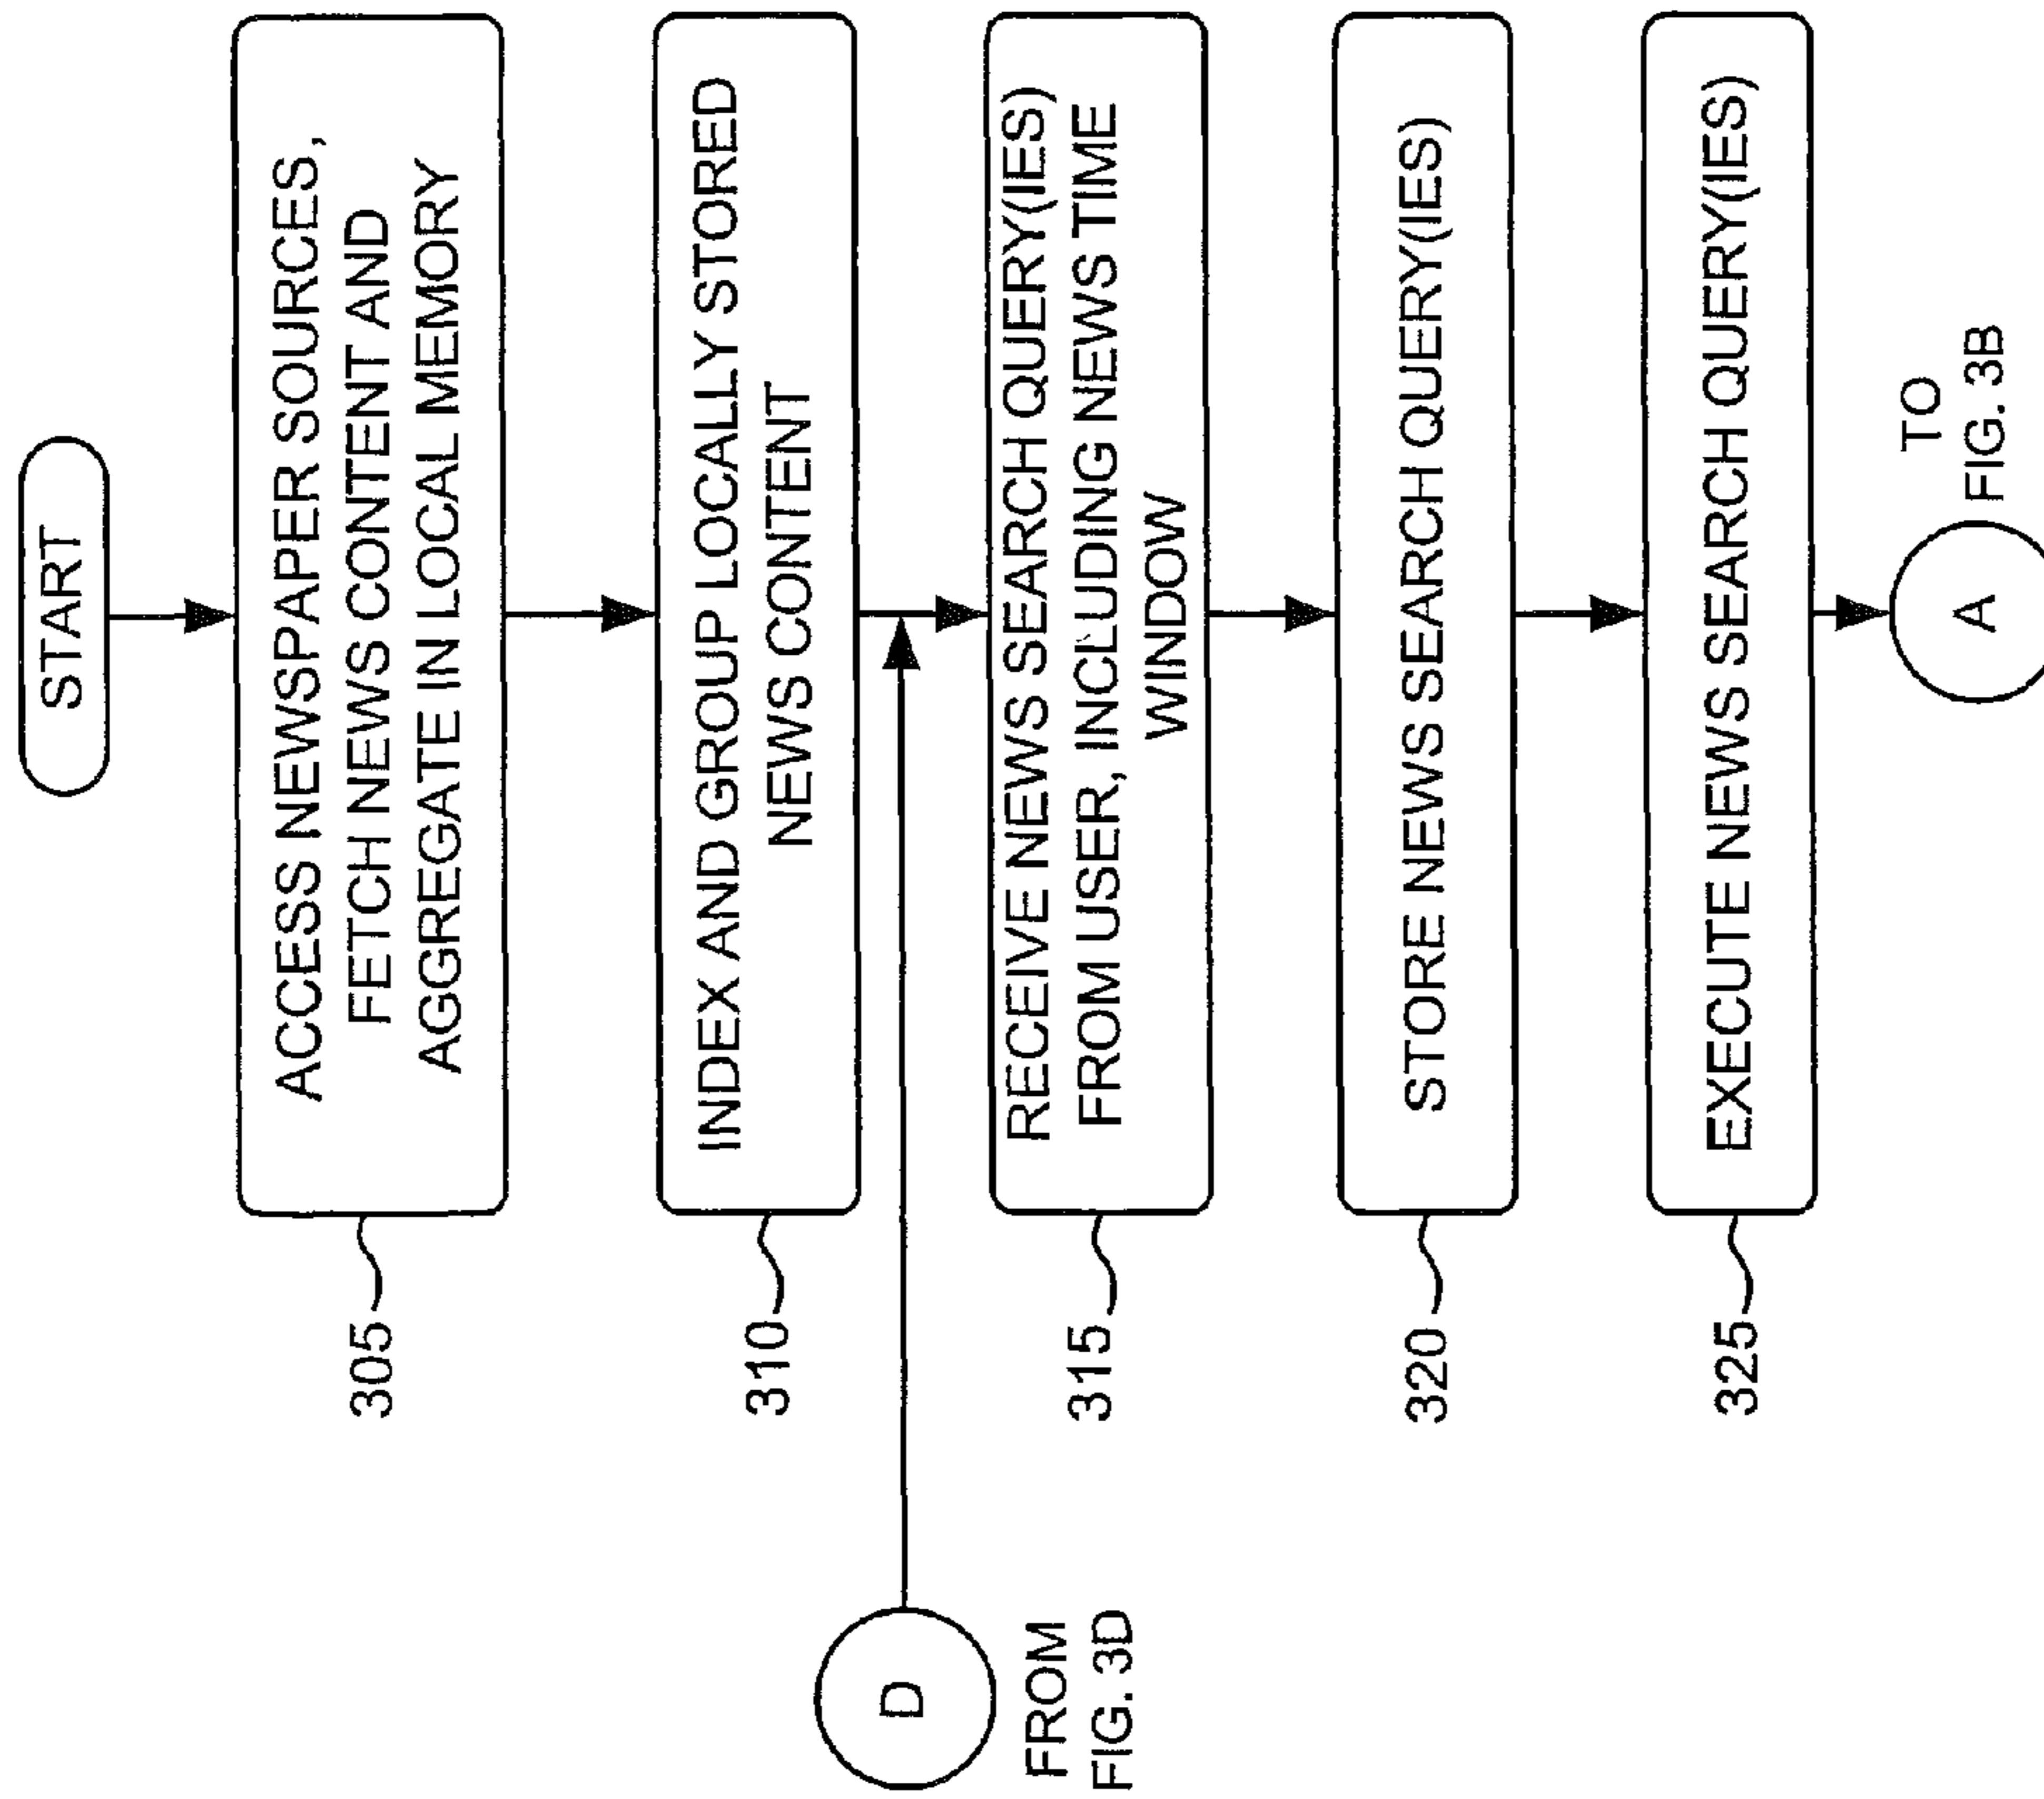 START
ACCESS NEWSPAPER SOURCES,
FETCH NEWS CONTENT AND
AGGREGATE IN LOCAL MEMORY
305
INDEX AND GROUP LOCALLY STORED
NEWS CONTENT
310
D
FROM
FIG. 3D
RECEIVE NEWS SEARCH QUERY(IES)
FROM USER, INCLUDING NEWS TIME
WINDOW
315
STORE NEWS SEARCH QUERY(IES)
320
EXECUTE NEWS SEARCH QUERY(IES)
325
A
TO
FIG. 3B